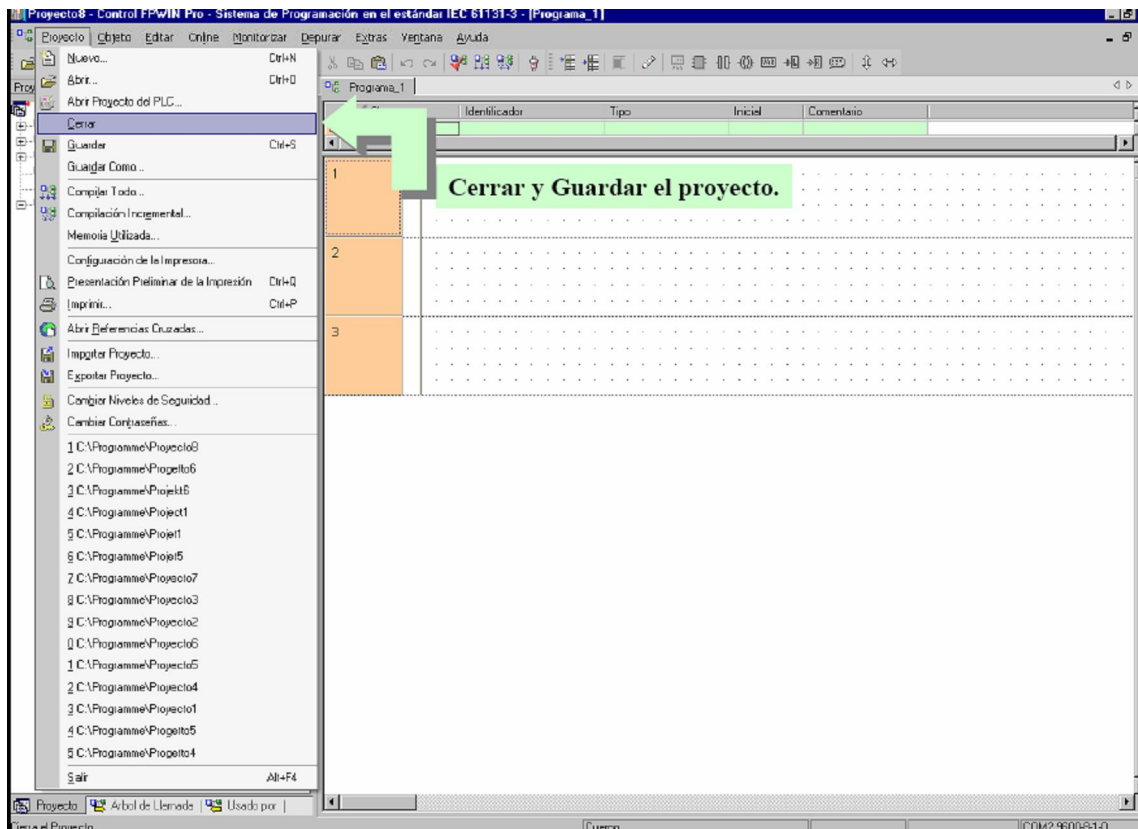 Proyecto8 - Control FPWIN Pro - Sistema de Programación en el estándar IEC 61131-3 - [Programa_1]
Proyecto Objeto Editar Online Monitorizar Depurar Extras Ventana Ayuda
Nuevo... Ctrl+N
Abrir... Ctrl+O
Abrir Proyecto del PLC...
Cerrar
Guardar Ctrl+S
Guardar Como...
Compilar Todo...
Compilación Incremental...
Memoria Utilizada...
Configuración de la Impresora...
Presentación Preliminar de la Impresión Ctrl+Q
Imprimir... Ctrl+P
Abrir Referencias Cruzadas...
Importar Proyecto...
Exportar Proyecto...
Cambiar Niveles de Seguridad...
Cambiar Contraseñas...
1 C:\Programme\Proyecto8
2 C:\Programme\Progetto6
3 C:\Programme\Projekt6
4 C:\Programme\Project1
5 C:\Programme\Projet1
6 C:\Programme\Projet5
7 C:\Programme\Proyecto7
8 C:\Programme\Proyecto3
9 C:\Programme\Proyecto2
0 C:\Programme\Proyecto6
1 C:\Programme\Proyecto5
2 C:\Programme\Proyecto4
3 C:\Programme\Proyecto1
4 C:\Programme\Progetto5
5 C:\Programme\Progetto4
Salir Alt+F4
Proy
Programa_1
Identificador Tipo Inicial Comentario
1
Cerrar y Guardar el proyecto.
2
3
Proyecto Arbol de Llamada Usado por
Cierra el Proyecto Cuerpo COM2 9600-8-1-O